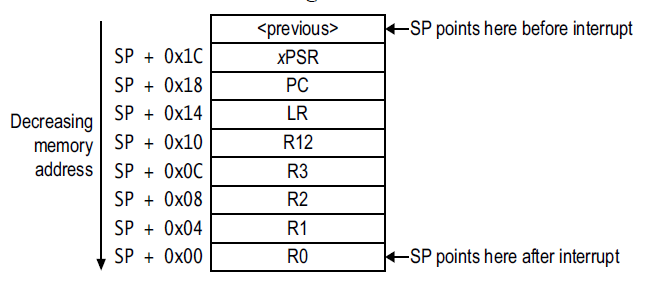 <previous> SP points here before interrupt
SP + 0x1C xPSR
SP + 0x18 PC
SP + 0x14 LR
Decreasing
memory
address
SP + 0x10 R12
SP + 0x0C R3
SP + 0x08 R2
SP + 0x04 R1
SP + 0x00 R0 SP points here after interrupt